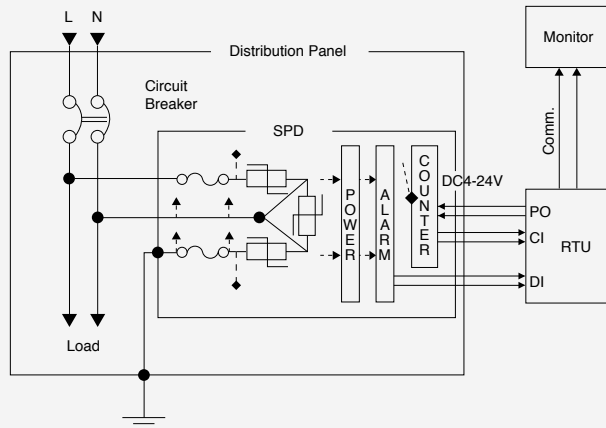 L N
Distribution Panel
Monitor
Circuit
Breaker
SPD
Comm.
POWER
ALARM
COUNTER
DC4-24V
PO
CI
RTU
DI
Load